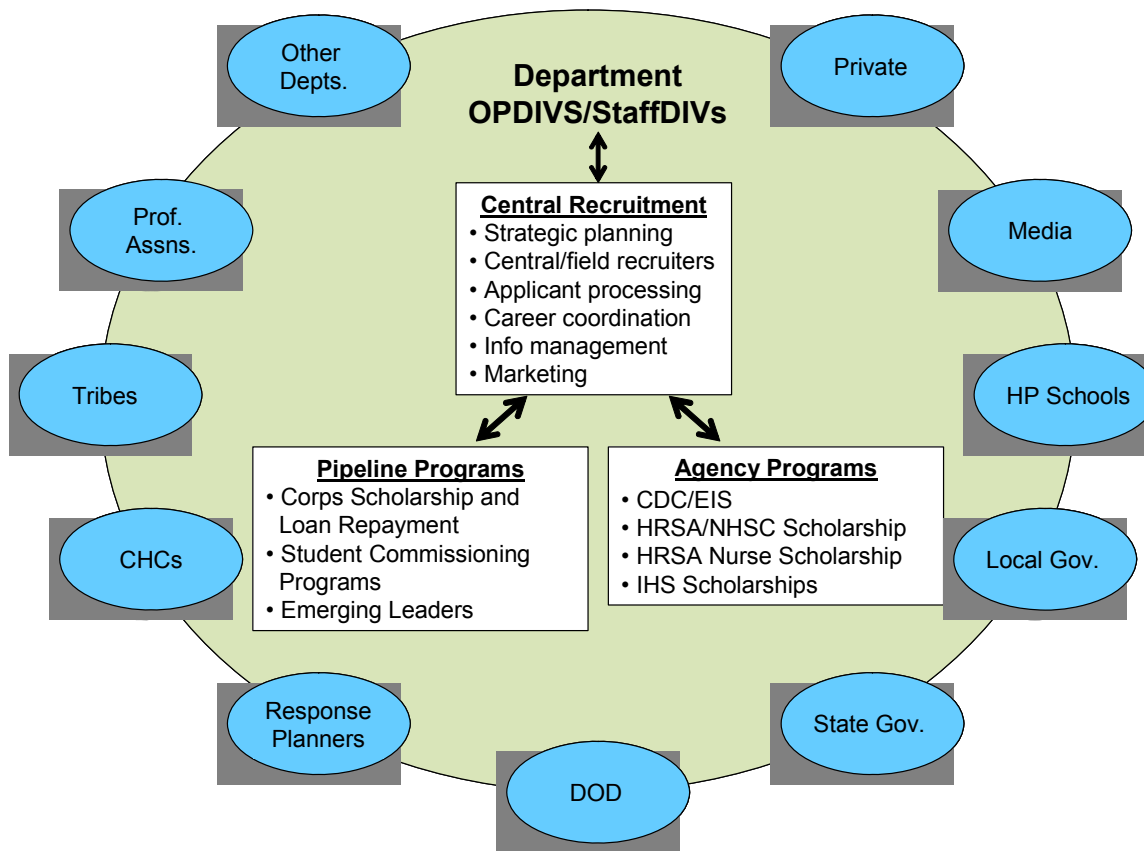 Other
Depts.
Department
OPDIVS/StaffDIVs
Private
Central Recruitment
• Strategic planning
• Central/field recruiters
• Applicant processing
• Career coordination
• Info management
• Marketing
Prof.
Assns.
Media
Tribes
HP Schools
Pipeline Programs
• Corps Scholarship and
Loan Repayment
• Student Commissioning
Programs
• Emerging Leaders
Agency Programs
• CDC/EIS
• HRSA/NHSC Scholarship
• HRSA Nurse Scholarship
• IHS Scholarships
CHCs
Local Gov.
Response
Planners
State Gov.
DOD